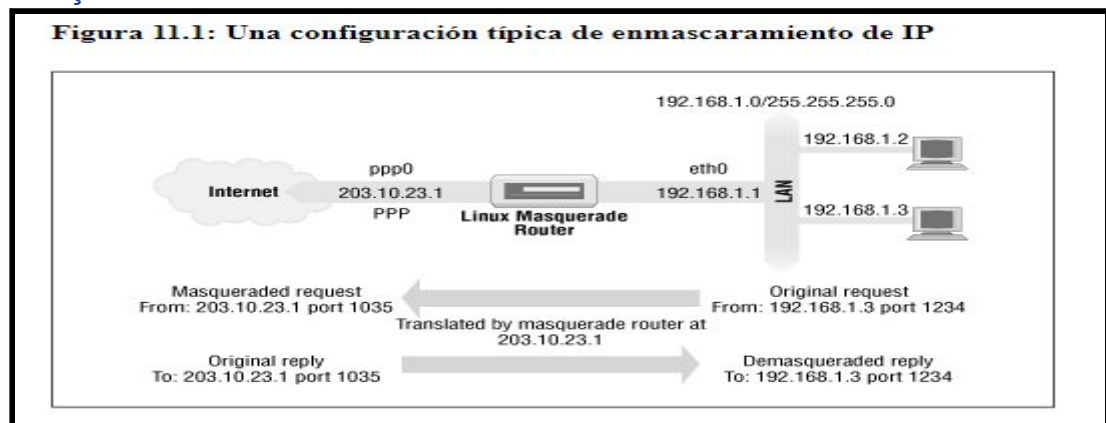 Figura 11.1: Una configuración típica de enmascaramiento de IP
192.168.1.0/255.255.255.0
192.168.1.2
ppp0
eth0
Internet
203.10.23.1
192.168.1.1
LAN
PPP
Linux Masquerade
Router
192.168.1.3
Masqueraded request
From: 203.10.23.1 port 1035
Original request
From: 192.168.1.3 port 1234
Translated by masquerade router at
203.10.23.1
Original reply
To: 203.10.23.1 port 1035
Demasqueraded reply
To: 192.168.1.3 port 1234